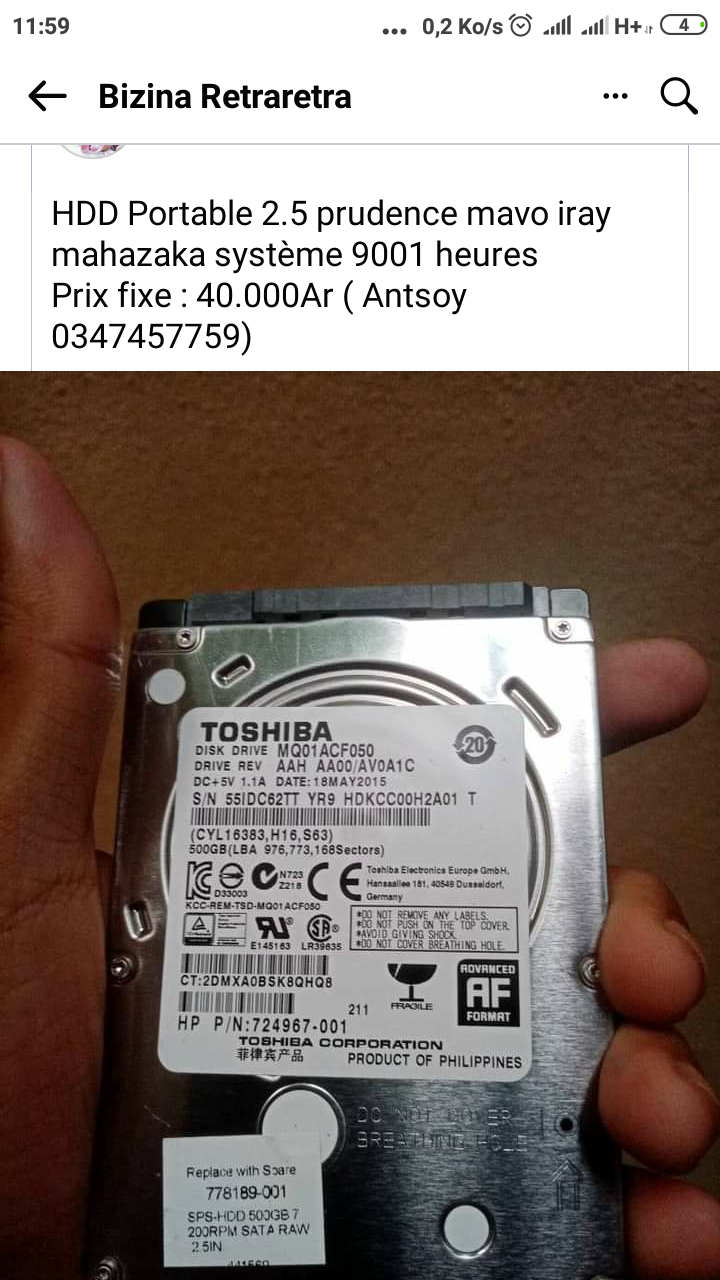 11:59
... 0,2 Ko/s H+ 4
Bizina Retraretra
HDD Portable 2.5 prudence mavo iray
mahazaka système 9001 heures
Prix fixe : 40.000Ar ( Antsoy
0347457759)
TOSHIBA
DISK DRIVE MQ01ACF050
DRIVE REV AAH AA00/AV0A1C
DC+5V 1.1A DATE:18MAY2015
S/N 55IDC62TT YR9 HDKCC00H2A01 T
20
(CYL16383,H16,S63)
500GB(LBA 976,773,168Sectors)
D33003
N723
Z218
CE
Toshiba Electronics Europe GmbH,
Hansaallee 181, 40549 Dusseldorf,
Germany
KCC-REM-TSD-MQ01ACF050
E145163 LR39635
*DO NOT REMOVE ANY LABELS.
*DO NOT PUSH ON THE TOP COVER.
*AVOID GIVING SHOCK.
*DO NOT COVER BREATHING HOLE.
CT:2DMXA0BSK8QHQ8
FRAGILE
ADVANCED
AF
FORMAT
211
HP P/N:724967-001
TOSHIBA CORPORATION
菲律宾产品 PRODUCT OF PHILIPPINES
DO NOT COVER
BREATHING HOLE
Replace with Spare
778189-001
SPS-HDD 500GB 7
200RPM SATA RAW
2.5IN